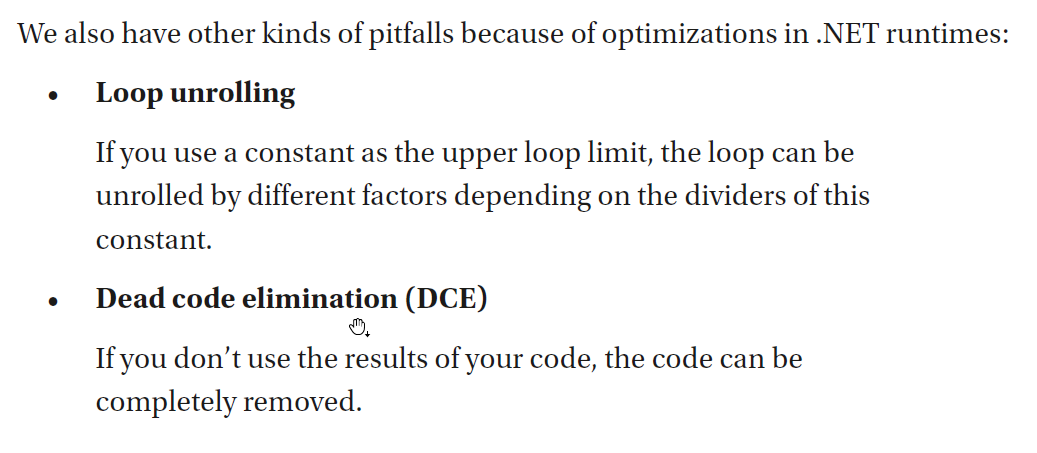 We also have other kinds of pitfalls because of optimizations in .NET runtimes:
• Loop unrolling
If you use a constant as the upper loop limit, the loop can be
unrolled by different factors depending on the dividers of this
constant.
• Dead code elimination (DCE)
If you don’t use the results of your code, the code can be
completely removed.